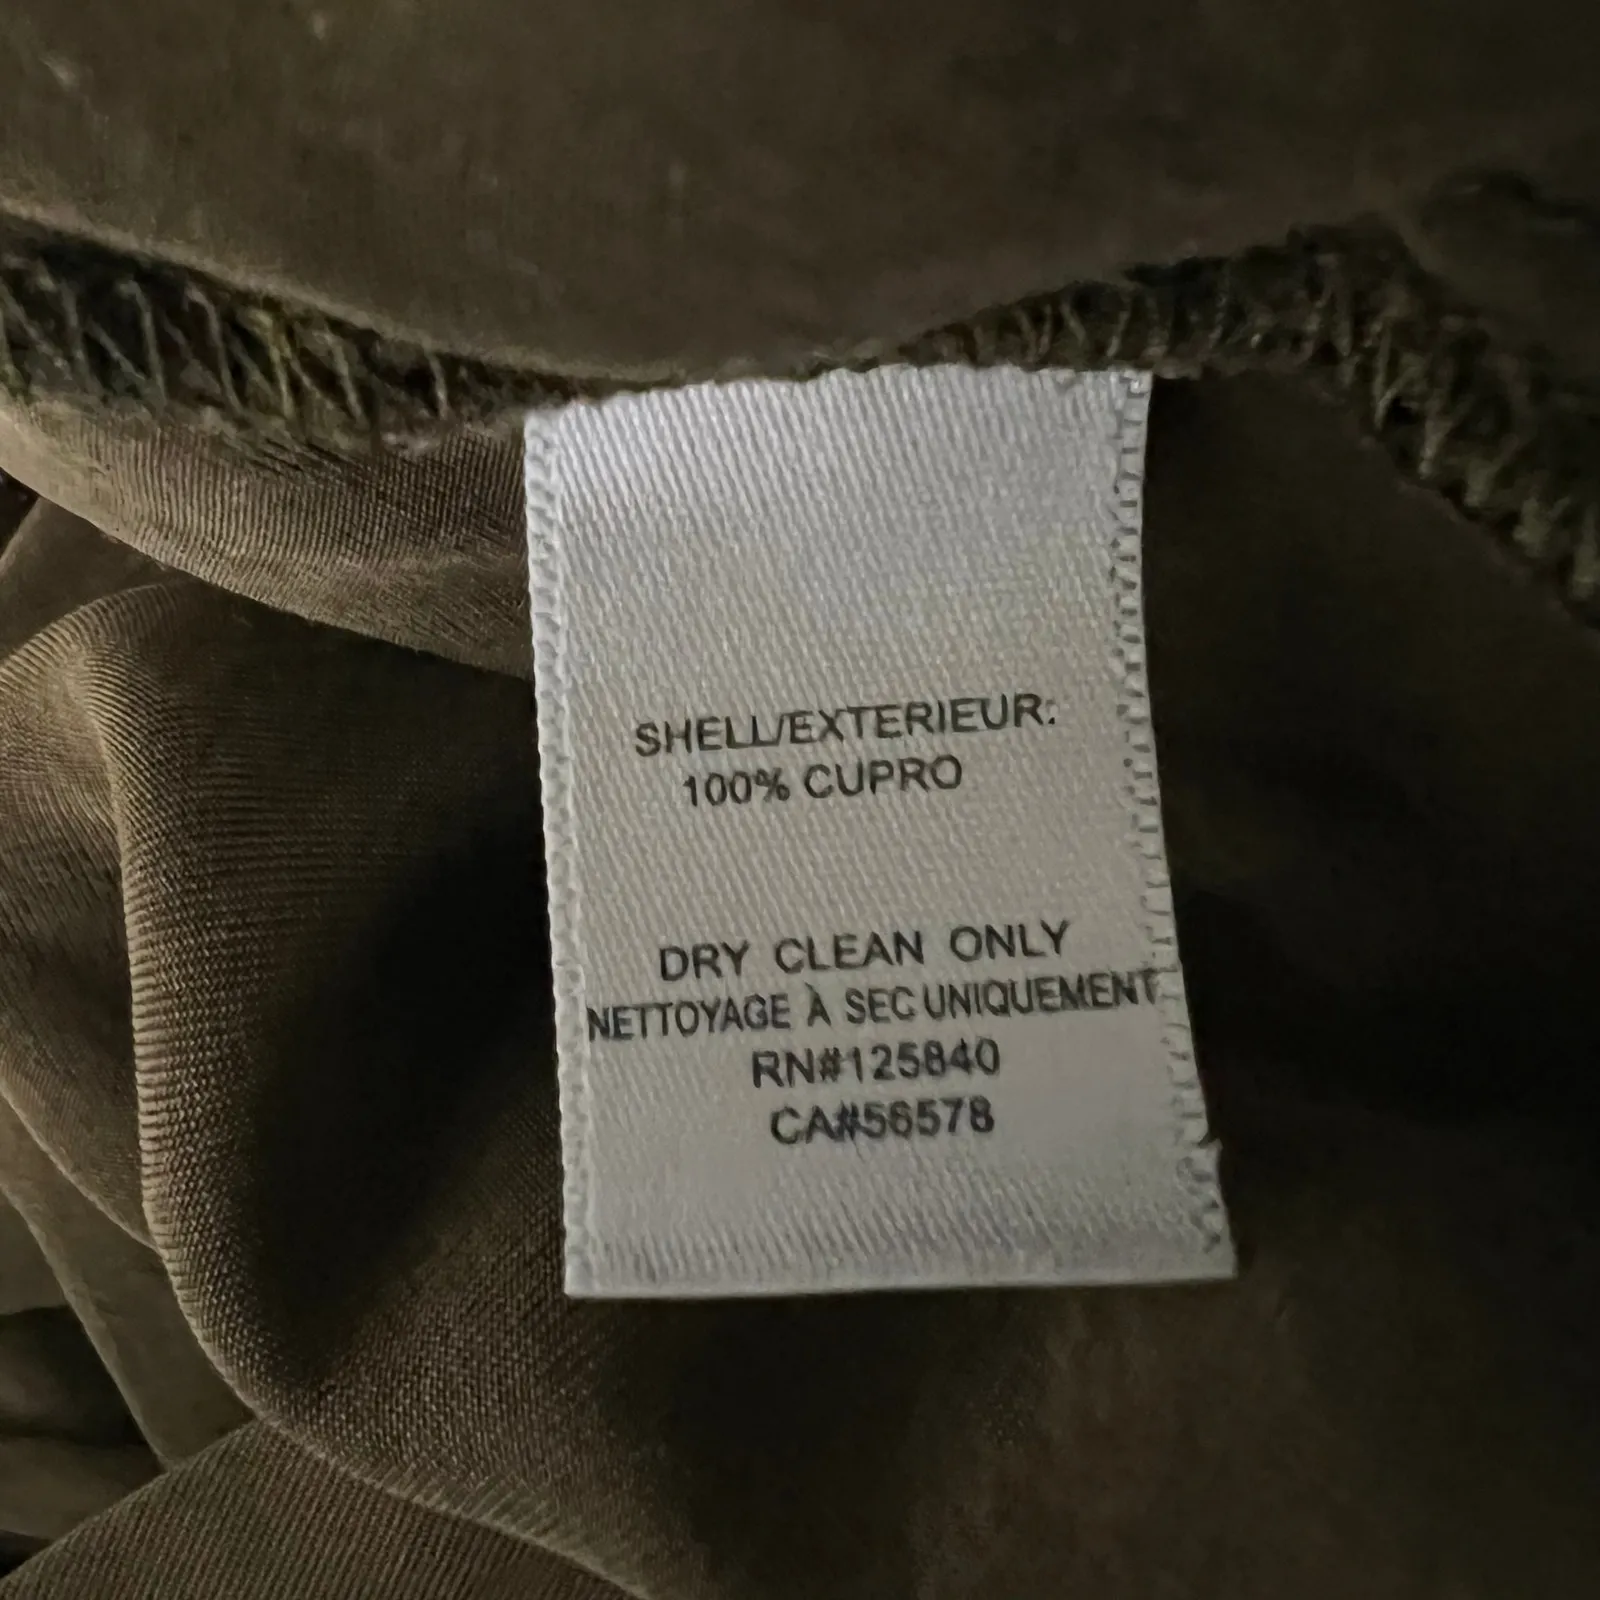 SHELL/EXTERIEUR:
100% CUPRO
DRY CLEAN ONLY
NETTOYAGE À SEC UNIQUEMENT
RN#125840
CA#56578